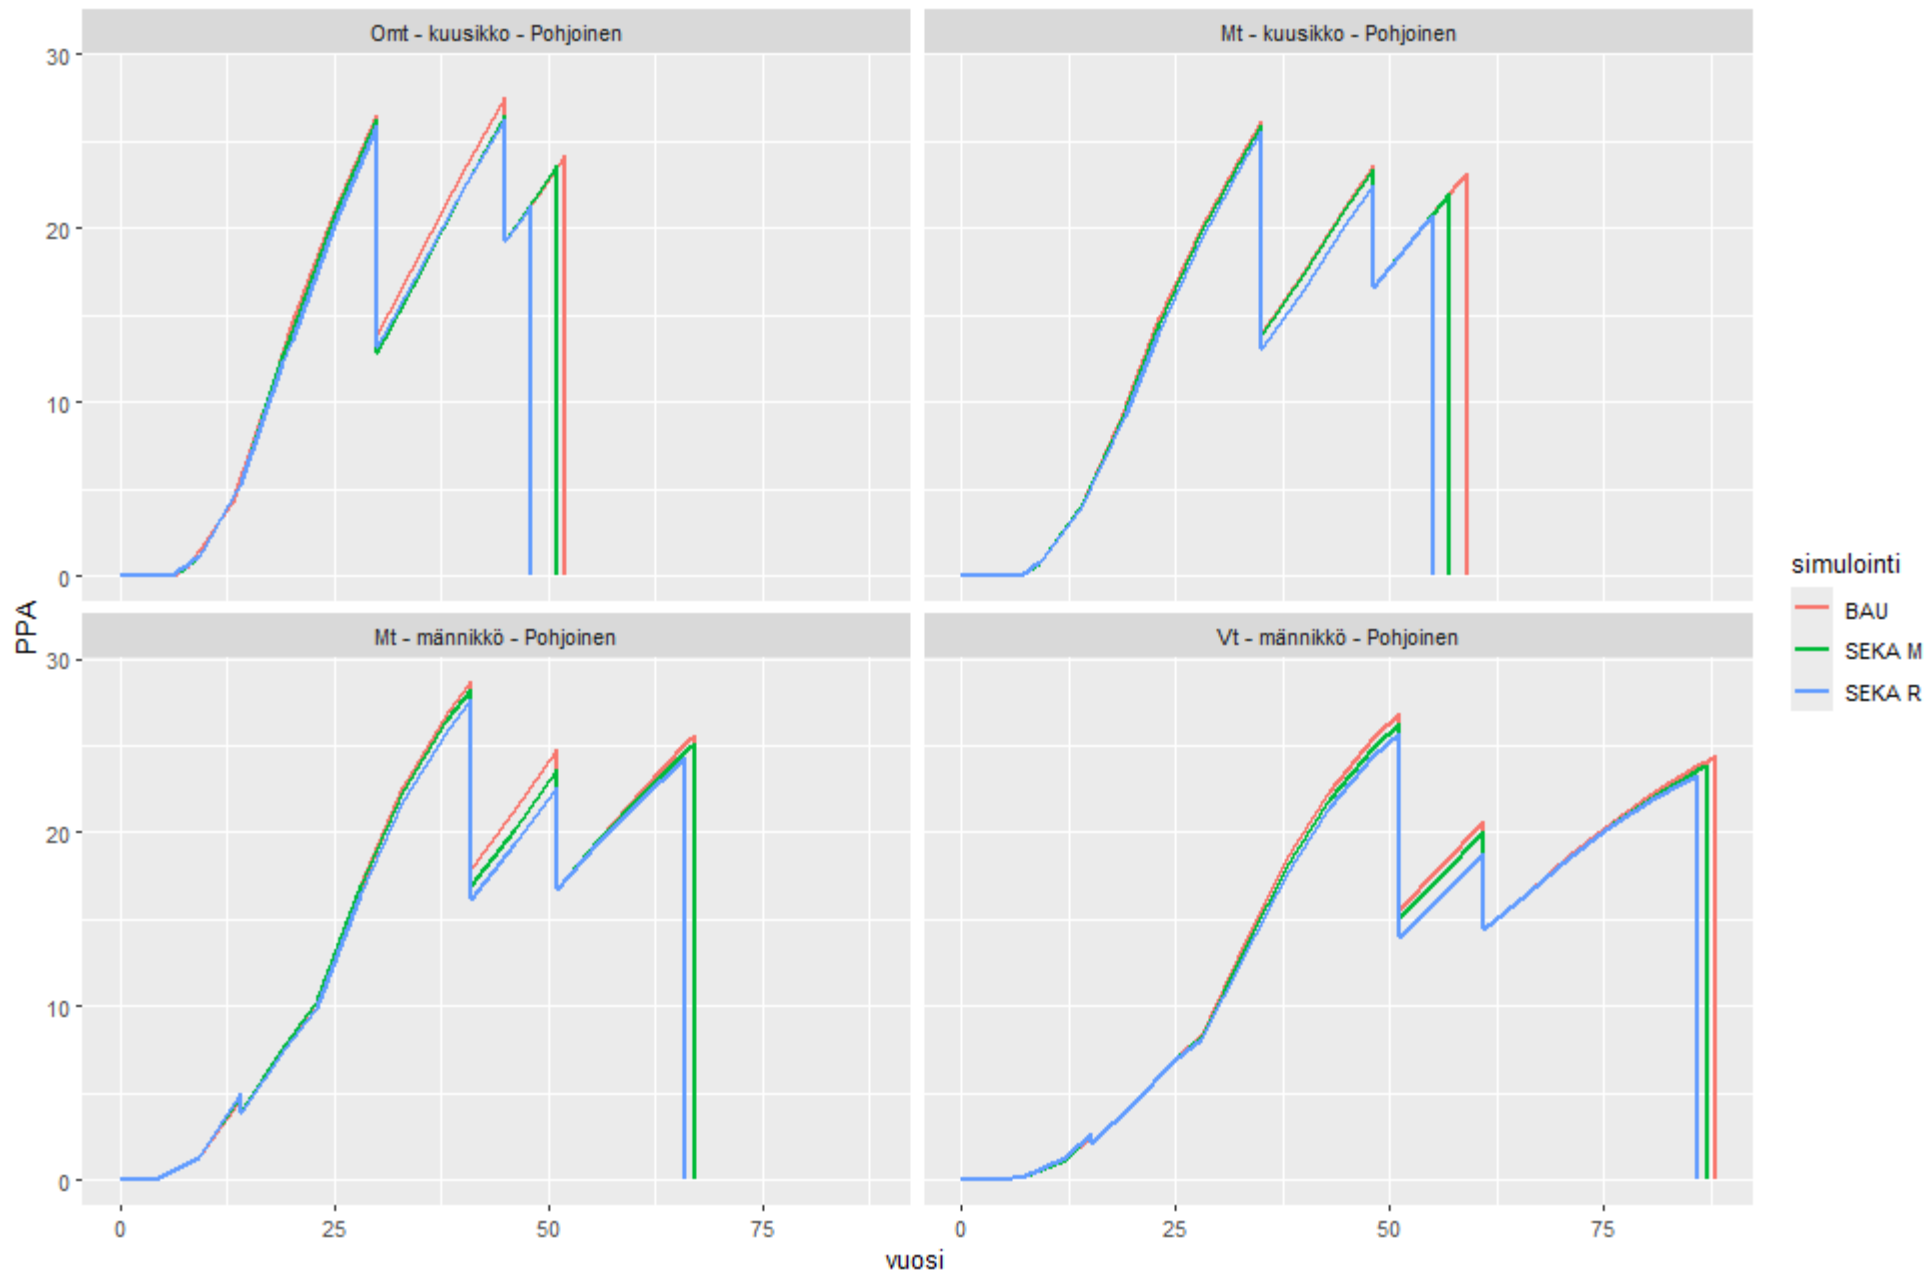 Omt - kuusikko - Pohjoinen
Mt - kuusikko - Pohjoinen
30
20
10
0
Mt - männikkö - Pohjoinen
Vt - männikkö - Pohjoinen
30
20
10
0
0 25 50 75
0 25 50 75
PPA
vuosi
simulointi
BAU
SEKA M
SEKA R